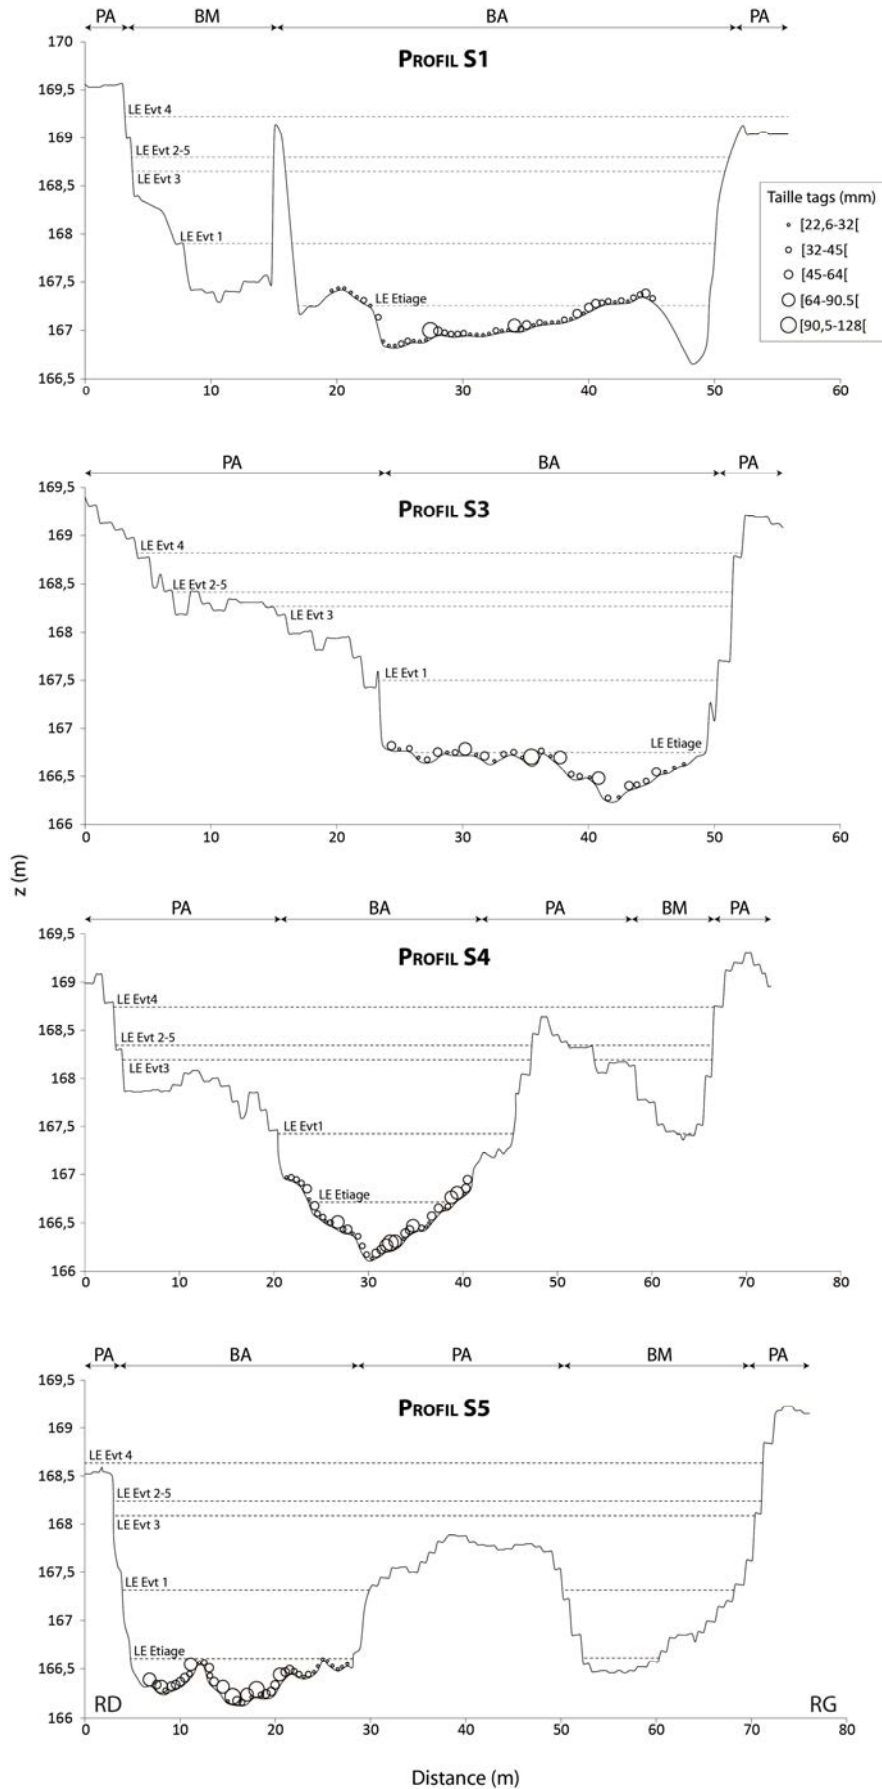 PA BM BA PA
PROFIL S1
170
169,5
169
168,5
168
167,5
167
166,5
LE Evt 4
LE Evt 2-5
LE Evt 3
LE Evt 1
LE Etiage
Taille tags (mm)
[22,6-32[
[32-45[
[45-64[
[64-90.5[
[90,5-128[
0 10 20 30 40 50 60
PA BA PA
PROFIL S3
169,5
169
168,5
168
167,5
167
166,5
166
LE Evt 4
LE Evt 2-5
LE Evt 3
LE Evt 1
LE Etiage
0 10 20 30 40 50 60
z (m)
PA BA PA BM PA
PROFIL S4
169,5
169
168,5
168
167,5
167
166,5
166
LE Evt4
LE Evt 2-5
LE Evt3
LE Evt1
LE Etiage
0 10 20 30 40 50 60 70 80
PA BA PA BM PA
PROFIL S5
169,5
169
168,5
168
167,5
167
166,5
166
LE Evt 4
LE Evt 2-5
LE Evt 3
LE Evt 1
LE Etiage
RD RG
0 10 20 30 40 50 60 70 80
Distance (m)